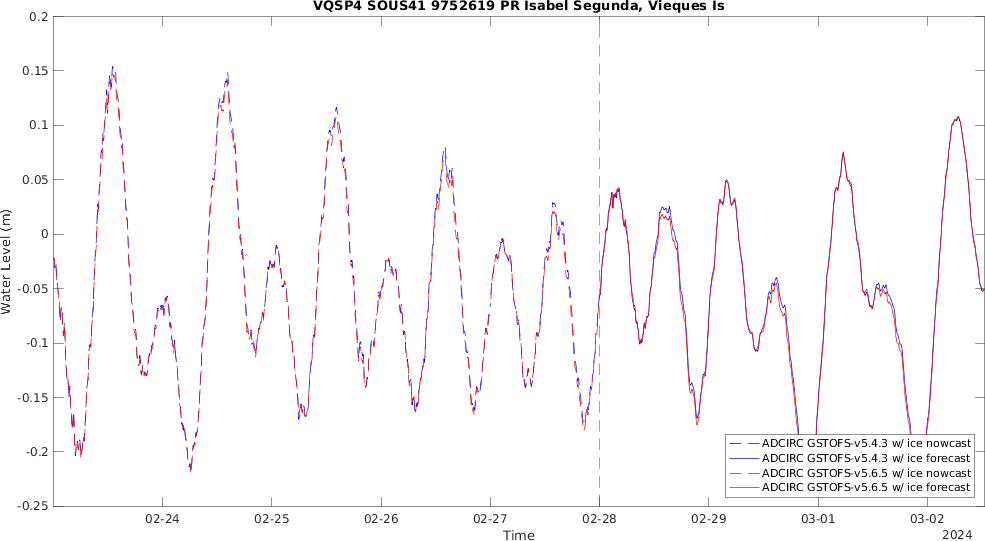 VQSP4 SOUS41 9752619 PR Isabel Segunda, Vieques Is
0.2
0.15
0.1
0.05
0
-0.05
-0.1
-0.15
-0.2
-0.25
Water Level (m)
ADCIRC GSTOFS-v5.4.3 w/ ice nowcast
ADCIRC GSTOFS-v5.4.3 w/ ice forecast
ADCIRC GSTOFS-v5.6.5 w/ ice nowcast
ADCIRC GSTOFS-v5.6.5 w/ ice forecast
02-24 02-25 02-26 02-27 02-28 02-29 03-01 03-02
Time
2024